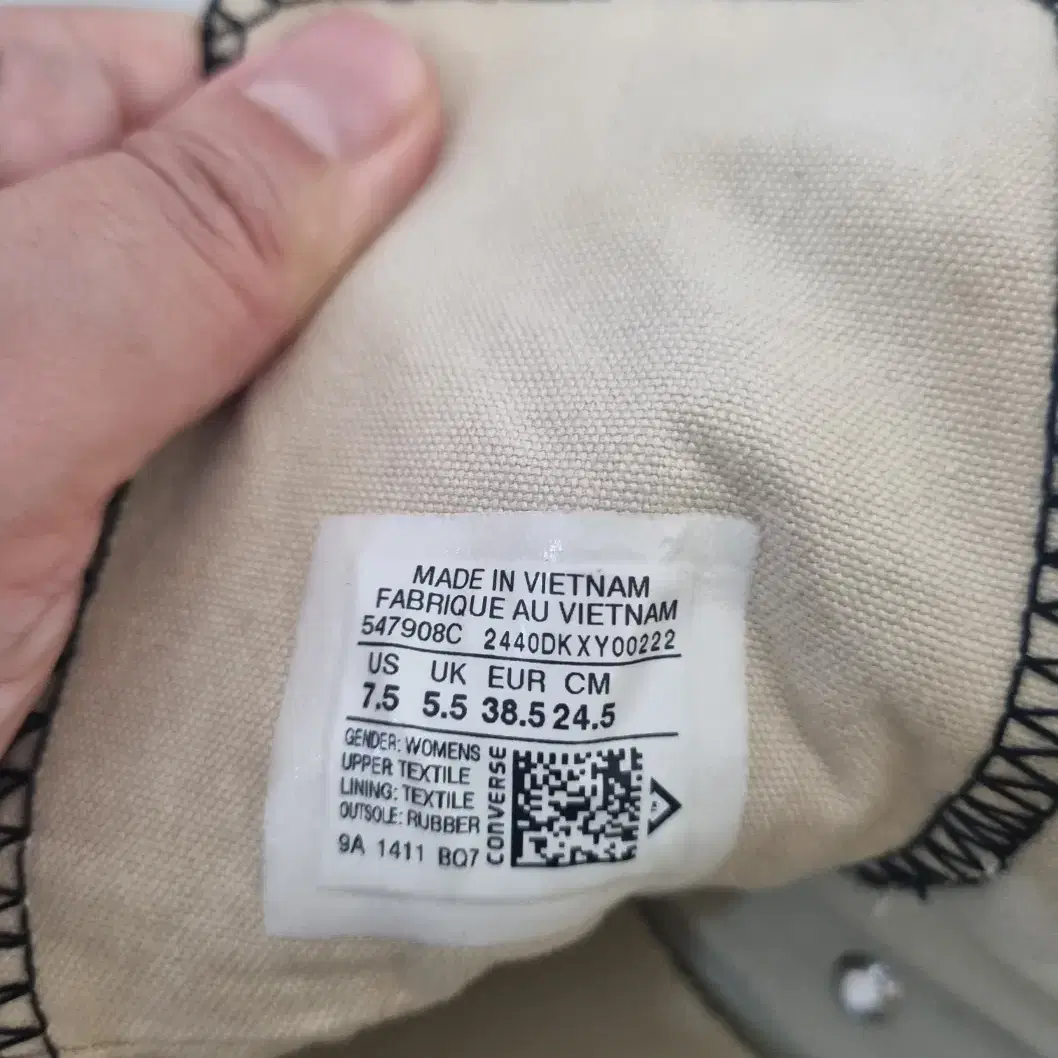 MADE IN VIETNAM
FABRIQUE AU VIETNAM
547908C 2440DKXY00222
US UK EUR CM
7.5 5.5 38.5 24.5
GENDER: WOMENS
UPPER TEXTILE
LINING: TEXTILE
OUTSOLE: RUBBER
9A 1411 BQ7
CONVERSE